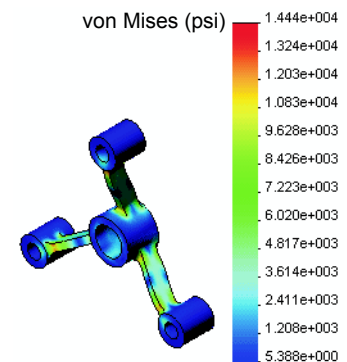 von Mises (psi)
1.444e+004
1.324e+004
1.203e+004
1.083e+004
9.628e+003
8.426e+003
7.223e+003
6.020e+003
4.817e+003
3.614e+003
2.411e+003
1.208e+003
5.388e+000